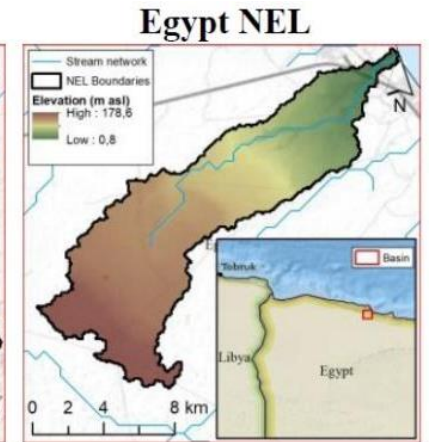 Egypt NEL
Stream network
NEL Boundaries
Elevation (m asl)
High : 178,6
Low : 0,8
N
Basin
Tobruk
Libya
Egypt
0 2 4 8 km